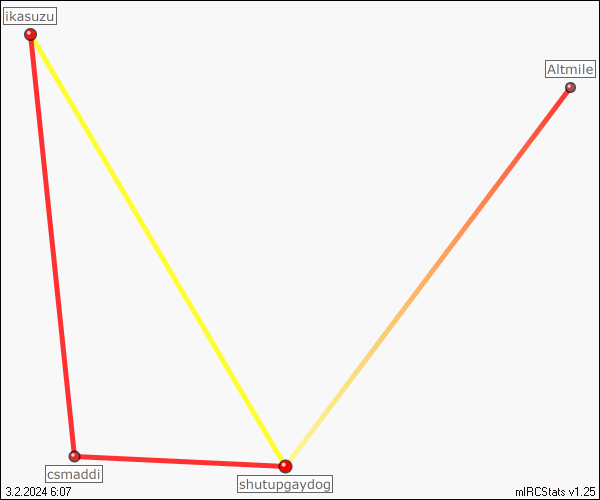 ikasuzu
Altmile
csmaddi
shutupgaydog
3.2.2024 6:07
mIRCStats v1.25